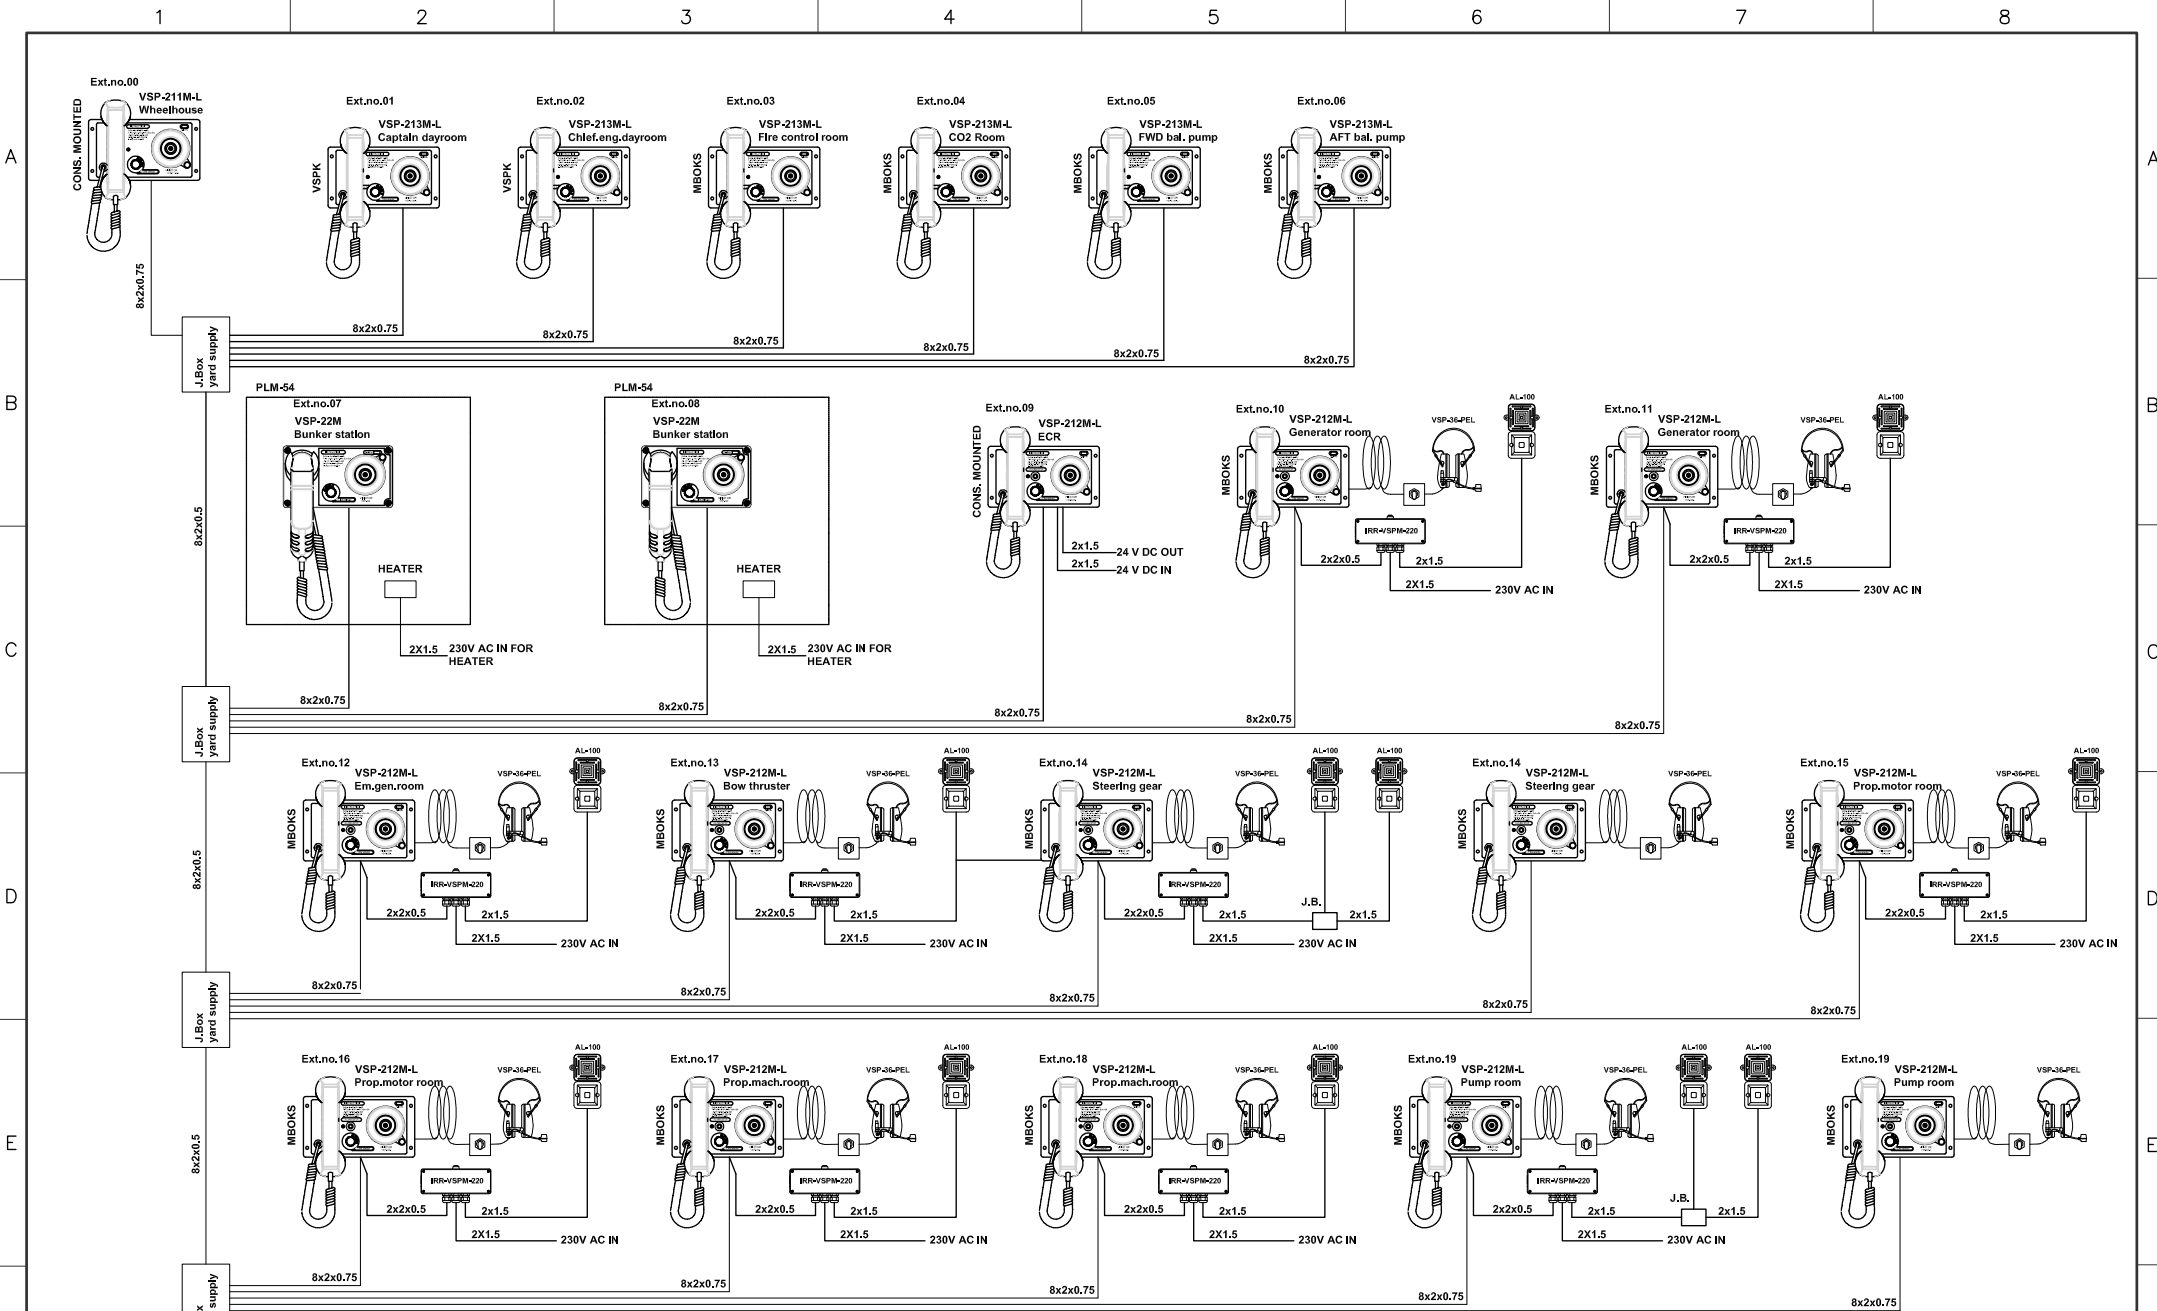 1 2 3 4 5 6 7 8
A A
B B
C C
D D
E E
Ext.no.00
VSP-211M-L
Wheelhouse
CONS. MOUNTED
8x2x0.75
Ext.no.01
VSP-213M-L
Captain dayroom
VSPK
8x2x0.75
Ext.no.02
VSP-213M-L
Chief.eng.dayroom
VSPK
8x2x0.75
Ext.no.03
VSP-213M-L
Fire control room
MBOKS
8x2x0.75
Ext.no.04
VSP-213M-L
CO2 Room
MBOKS
8x2x0.75
Ext.no.05
VSP-213M-L
FWD bal. pump
MBOKS
8x2x0.75
Ext.no.06
VSP-213M-L
AFT bal. pump
MBOKS
8x2x0.75
J.Box
yard supply
8x2x0.5
PLM-54
Ext.no.07
VSP-22M
Bunker station
HEATER
2X1.5
230V AC IN FOR
HEATER
8x2x0.75
PLM-54
Ext.no.08
VSP-22M
Bunker station
HEATER
2X1.5
230V AC IN FOR
HEATER
8x2x0.75
Ext.no.09
VSP-212M-L
ECR
CONS. MOUNTED
2x1.5
24 V DC OUT
2x1.5
24 V DC IN
8x2x0.75
Ext.no.10
VSP-212M-L
Generator room
MBOKS
VSP-36-PEL
AL-100
IRR-VSPM-220
2x2x0.5
2x1.5
2X1.5
230V AC IN
8x2x0.75
Ext.no.11
VSP-212M-L
Generator room
MBOKS
VSP-36-PEL
AL-100
IRR-VSPM-220
2x2x0.5
2x1.5
2X1.5
230V AC IN
8x2x0.75
J.Box
yard supply
8x2x0.5
Ext.no.12
VSP-212M-L
Em.gen.room
MBOKS
VSP-36-PEL
AL-100
IRR-VSPM-220
2x2x0.5
2x1.5
2X1.5
230V AC IN
8x2x0.75
Ext.no.13
VSP-212M-L
Bow thruster
MBOKS
VSP-36-PEL
AL-100
IRR-VSPM-220
2x2x0.5
2x1.5
2X1.5
230V AC IN
8x2x0.75
Ext.no.14
VSP-212M-L
Steering gear
MBOKS
VSP-36-PEL
AL-100
AL-100
IRR-VSPM-220
2x2x0.5
2x1.5
J.B.
2x1.5
2X1.5
230V AC IN
8x2x0.75
Ext.no.14
VSP-212M-L
Steering gear
MBOKS
VSP-36-PEL
8x2x0.75
Ext.no.15
VSP-212M-L
Prop.motor room
MBOKS
VSP-36-PEL
AL-100
IRR-VSPM-220
2x2x0.5
2x1.5
2X1.5
230V AC IN
8x2x0.75
J.Box
yard supply
8x2x0.5
Ext.no.16
VSP-212M-L
Prop.motor room
MBOKS
VSP-36-PEL
AL-100
IRR-VSPM-220
2x2x0.5
2x1.5
2X1.5
230V AC IN
8x2x0.75
Ext.no.17
VSP-212M-L
Prop.mach.room
MBOKS
VSP-36-PEL
AL-100
IRR-VSPM-220
2x2x0.5
2x1.5
2X1.5
230V AC IN
8x2x0.75
Ext.no.18
VSP-212M-L
Prop.mach.room
MBOKS
VSP-36-PEL
AL-100
IRR-VSPM-220
2x2x0.5
2x1.5
2X1.5
230V AC IN
8x2x0.75
Ext.no.19
VSP-212M-L
Pump room
MBOKS
VSP-36-PEL
AL-100
AL-100
IRR-VSPM-220
2x2x0.5
2x1.5
J.B.
2x1.5
2X1.5
230V AC IN
8x2x0.75
Ext.no.19
VSP-212M-L
Pump room
MBOKS
VSP-36-PEL
8x2x0.75
supply